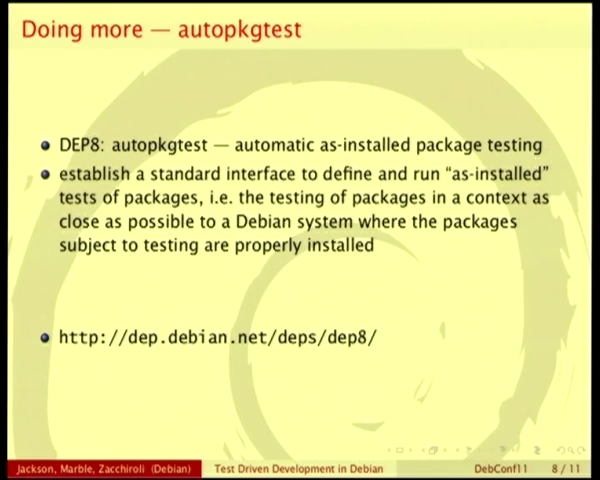 Doing more — autopkgtest
DEP8: autopkgtest — automatic as-installed package testing
establish a standard interface to define and run “as-installed”
tests of packages, i.e. the testing of packages in a context as
close as possible to a Debian system where the packages
subject to testing are properly installed
http://dep.debian.net/deps/dep8/
Jackson, Marble, Zacchiroli (Debian)
Test Driven Development in Debian
DebConf11
8 / 11